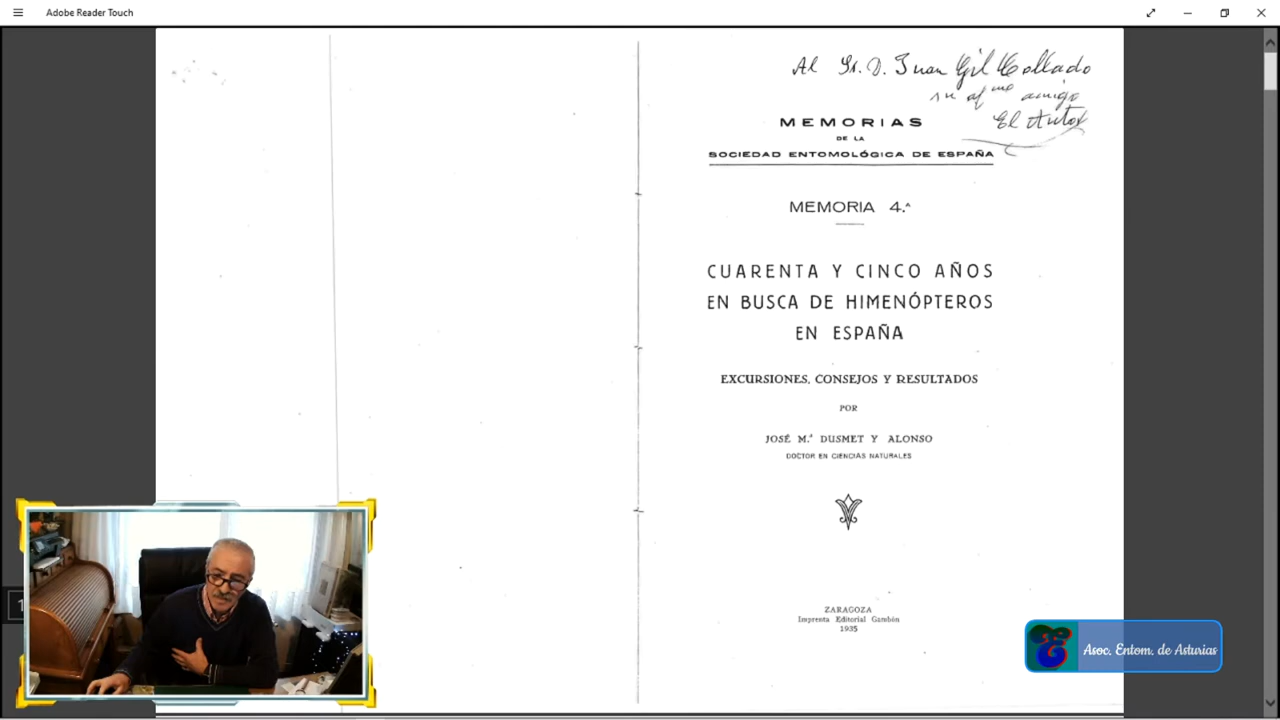 Adobe Reader Touch
Al Sr. D. Juan Gil Collado
su afmo amigo
El Autor
MEMORIAS
DE LA
SOCIEDAD ENTOMOLÓGICA DE ESPAÑA
MEMORIA 4.ᴬ
CUARENTA Y CINCO AÑOS
EN BUSCA DE HIMENÓPTEROS
EN ESPAÑA
EXCURSIONES, CONSEJOS Y RESULTADOS
POR
JOSÉ M.ª DUSMET Y ALONSO
DOCTOR EN CIENCIAS NATURALES
ZARAGOZA
Imprenta Editorial Gambón
1935
1
Asoc. Entom. de Asturias